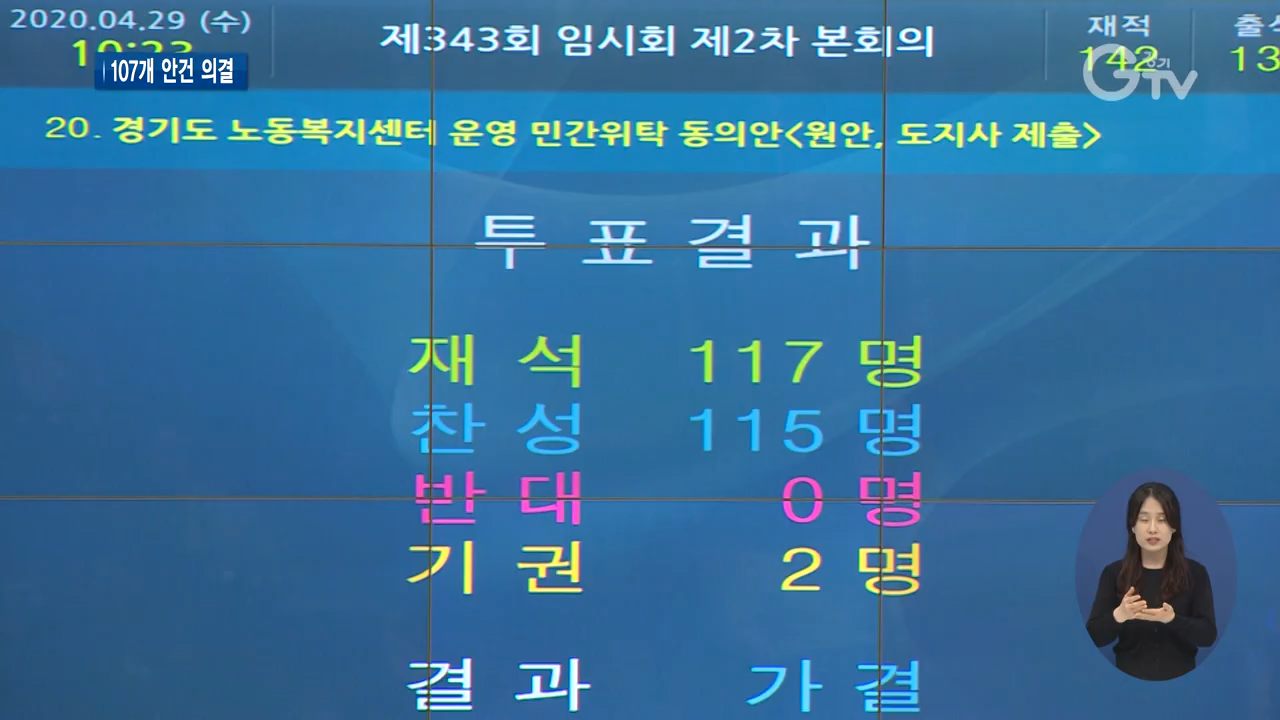 2020.04.29 (수)
107개 안건 의결
제343회 임시회 제2차 본회의
재적
142
GTV
20. 경기도 노동복지센터 운영 민간위탁 동의안<원안, 도지사 제출>
투표결과
재석 117 명
찬성 115 명
반대 0 명
기권 2 명
결과 가결